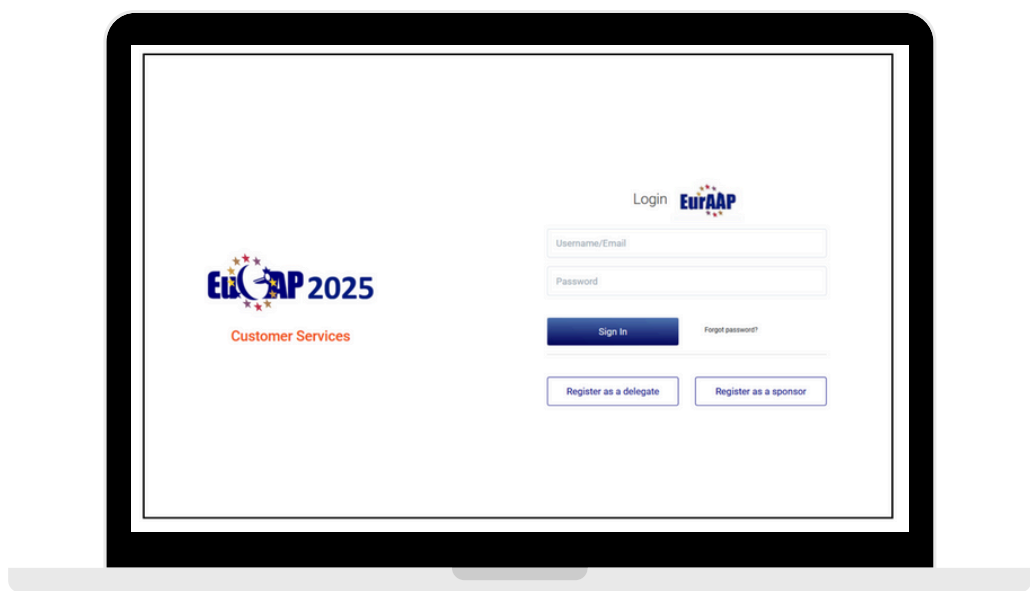 EuCAP 2025
Customer Services
Login EurAAP
Username/Email
Password
Sign In
Forgot password?
Register as a delegate
Register as a sponsor